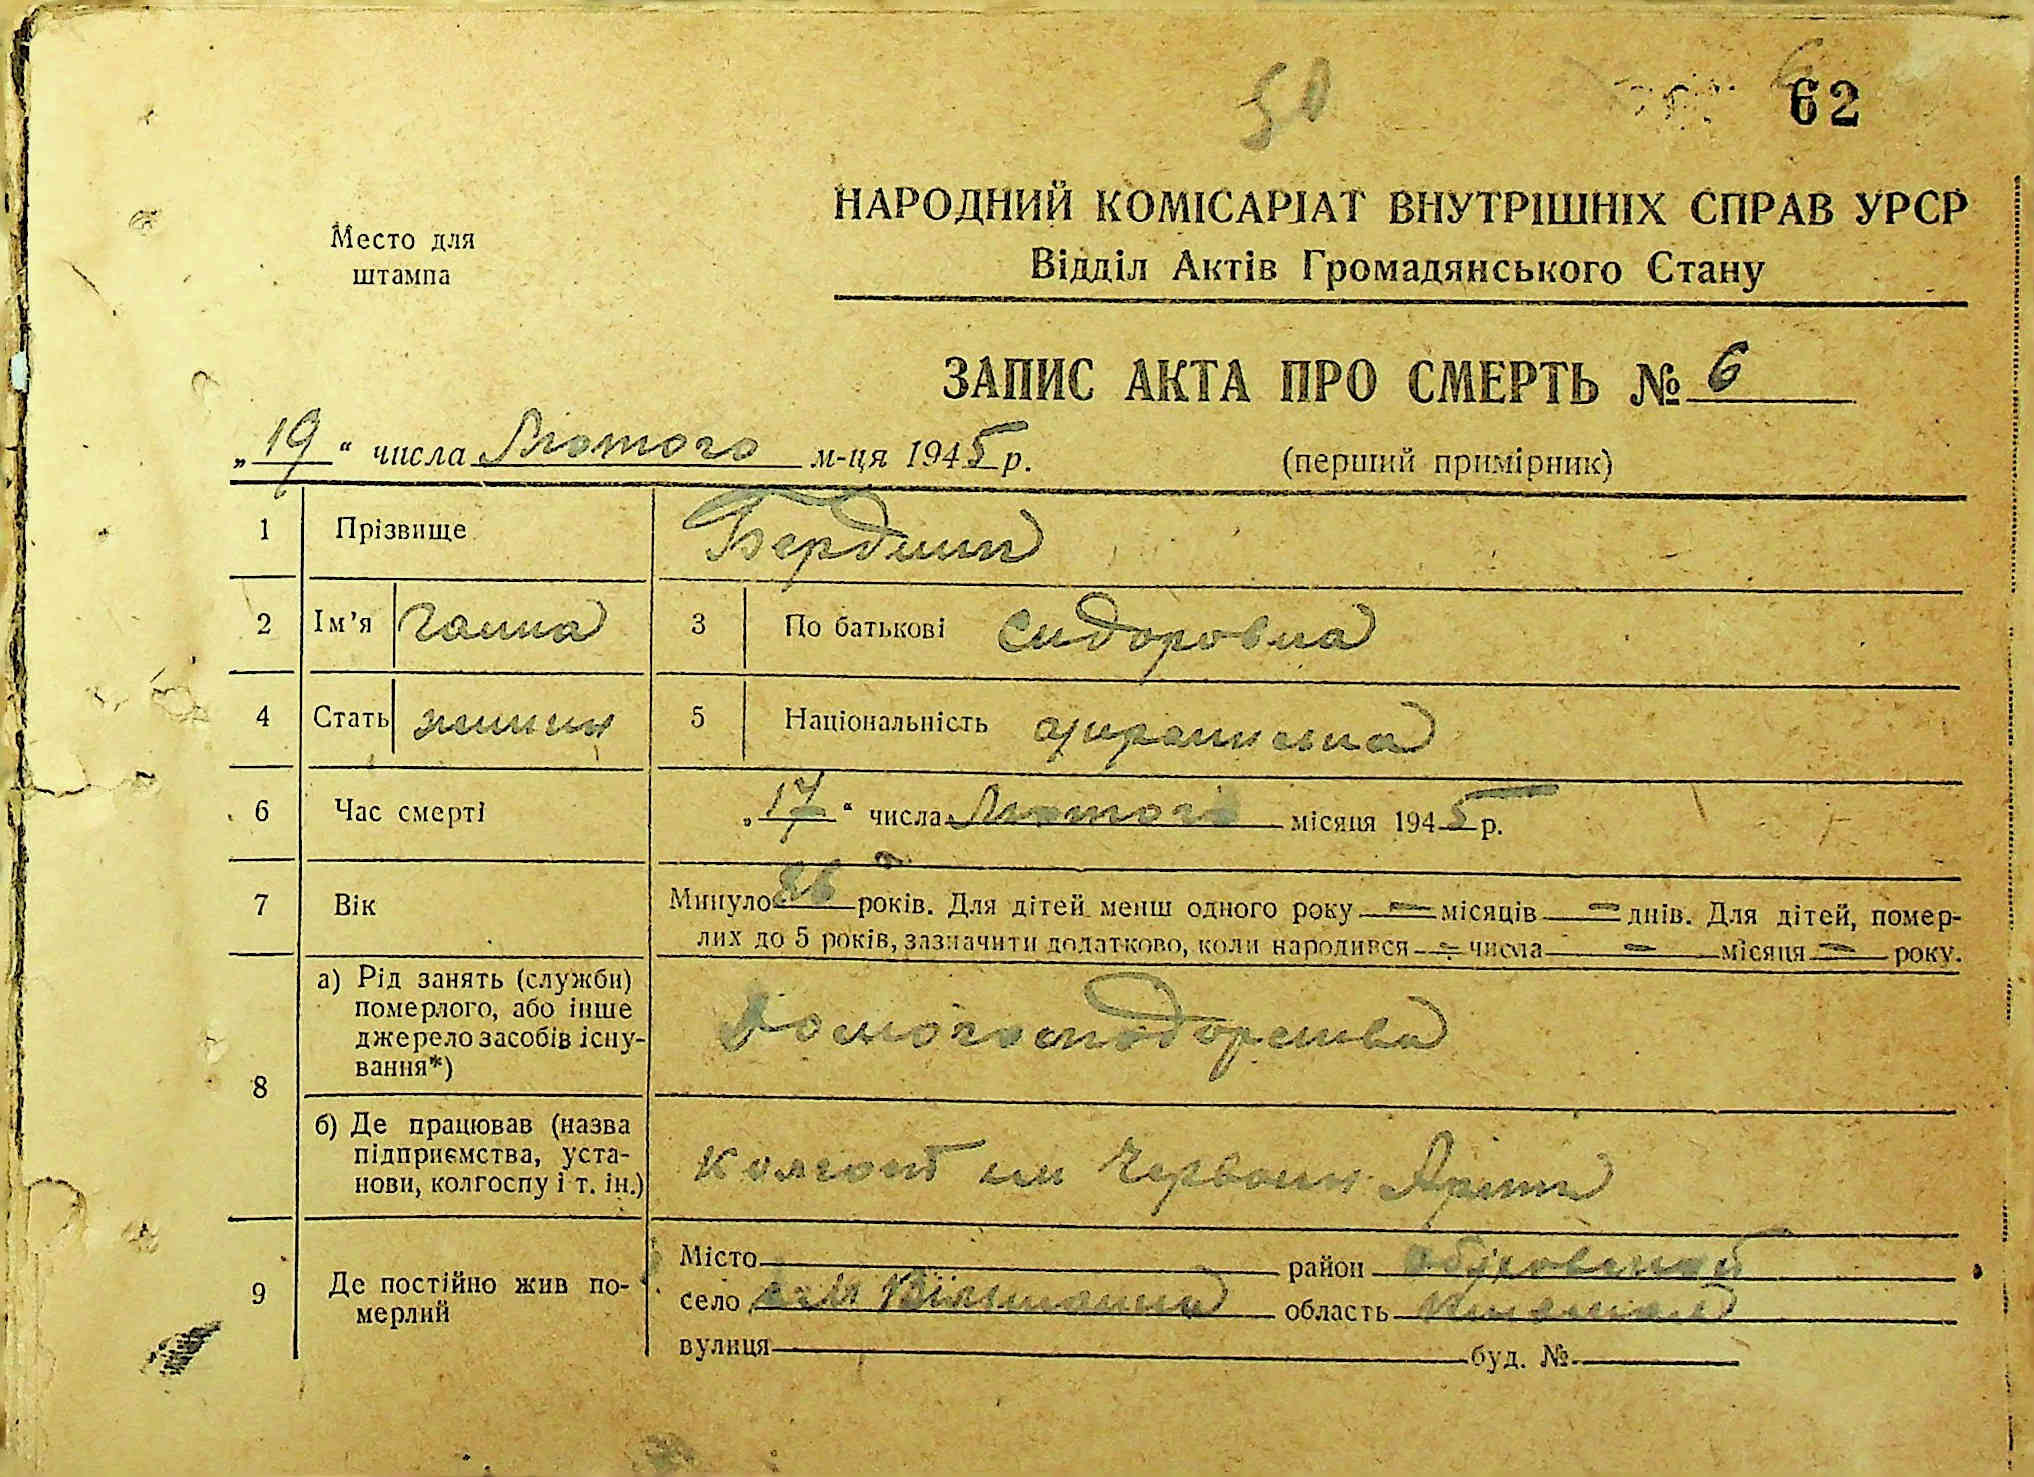 50
62
Место для
штампа
НАРОДНИЙ КОМІСАРІАТ ВНУТРІШНІХ СПРАВ УРСР
Відділ Актів Громадянського Стану
ЗАПИС АКТА ПРО СМЕРТЬ № 6
„19“ числа Лютого м-ця 1945 р. (перший примірник)
1 Прізвище Бердник
2 Ім’я Ганна 3 По батькові Сидоровна
4 Стать 5 Національність
6 Час смерті „17“ числа Лютого місяця 1945 р.
7 Вік Минуло 86 років. Для дітей менш одного року — місяців — днів. Для дітей, помер-
лих до 5 років, зазначити додатково, коли народився — числа — місяця — року.
8 а) Рід занять (служби)
померлого, або інше
джерело засобів існу-
вання*)
Домогосподорства
б) Де працював (назва
підприємства, уста-
нови, колгоспу і т. ін.)
Колгосп им Червони Армии
9 Де постійно жив по-
мерлий
Місто район Обуховский
село область
вулиця буд. №